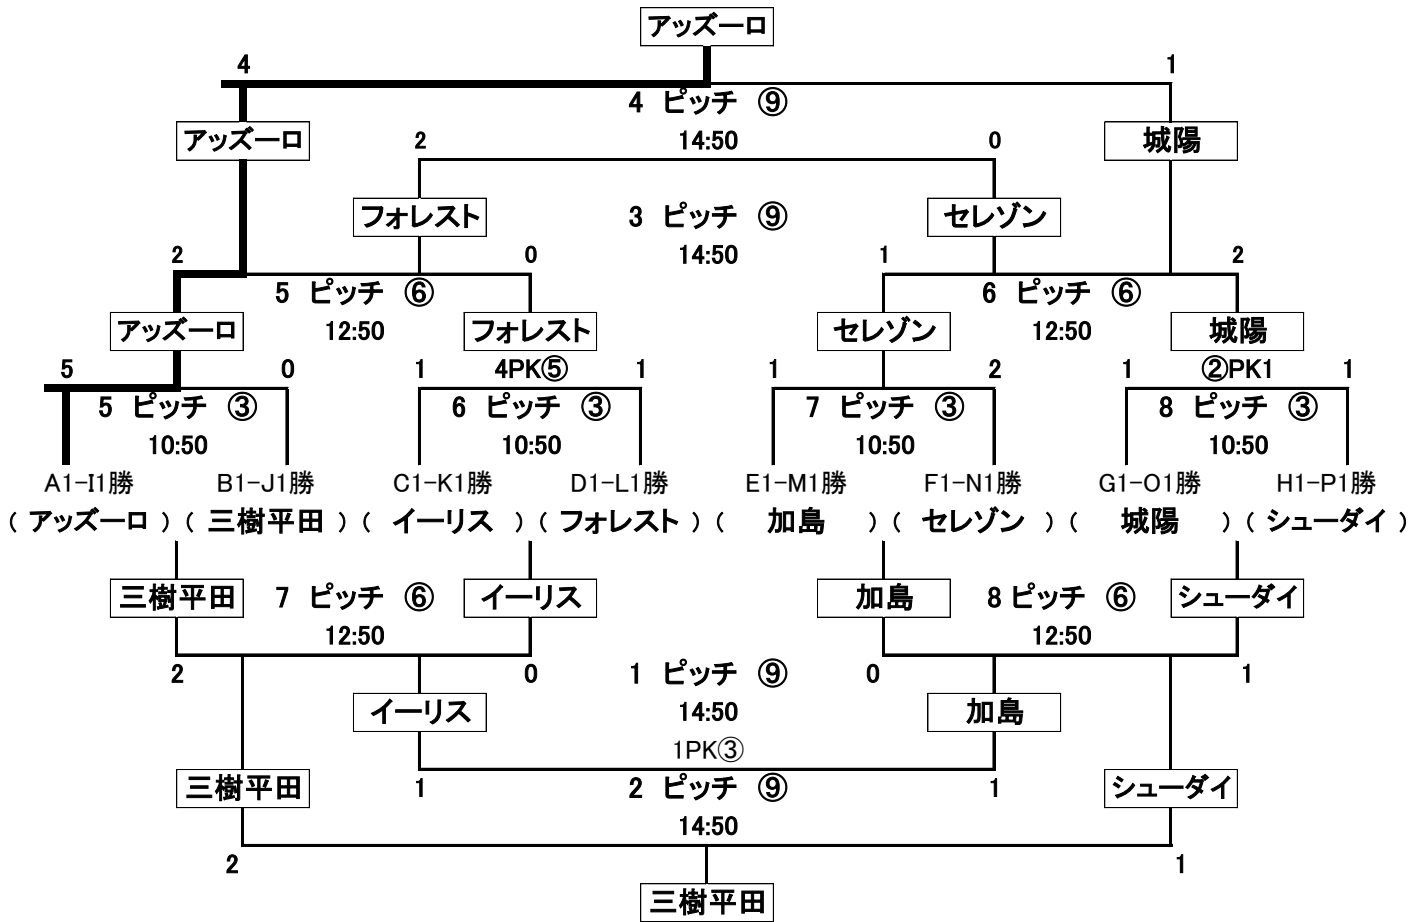 アッズーロ
4 1
4 ピッチ ⑨
アッズーロ 2 14:50 0 城陽
フォレスト 3 ピッチ ⑨ セレゾン
2 0 14:50 1 2
5 ピッチ ⑥ 6 ピッチ ⑥
アッズーロ 12:50 フォレスト セレゾン 12:50 城陽
5 0 1 4PK⑤ 1 1 2 1 ②PK1 1
5 ピッチ ③ 6 ピッチ ③ 7 ピッチ ③ 8 ピッチ ③
10:50 10:50 10:50 10:50
A1-I1勝 B1-J1勝 C1-K1勝 D1-L1勝 E1-M1勝 F1-N1勝 G1-O1勝 H1-P1勝
( アッズーロ ) ( 三樹平田 ) ( イーリス ) ( フォレスト ) ( 加島 ) ( セレゾン ) ( 城陽 ) ( シューダイ )
三樹平田 7 ピッチ ⑥ イーリス 加島 8 ピッチ ⑥ シューダイ
12:50 12:50
2 0 1 ピッチ ⑨ 0 1
イーリス 14:50 加島
1PK③
三樹平田 1 2 ピッチ ⑨ 1 シューダイ
14:50
2 1
三樹平田